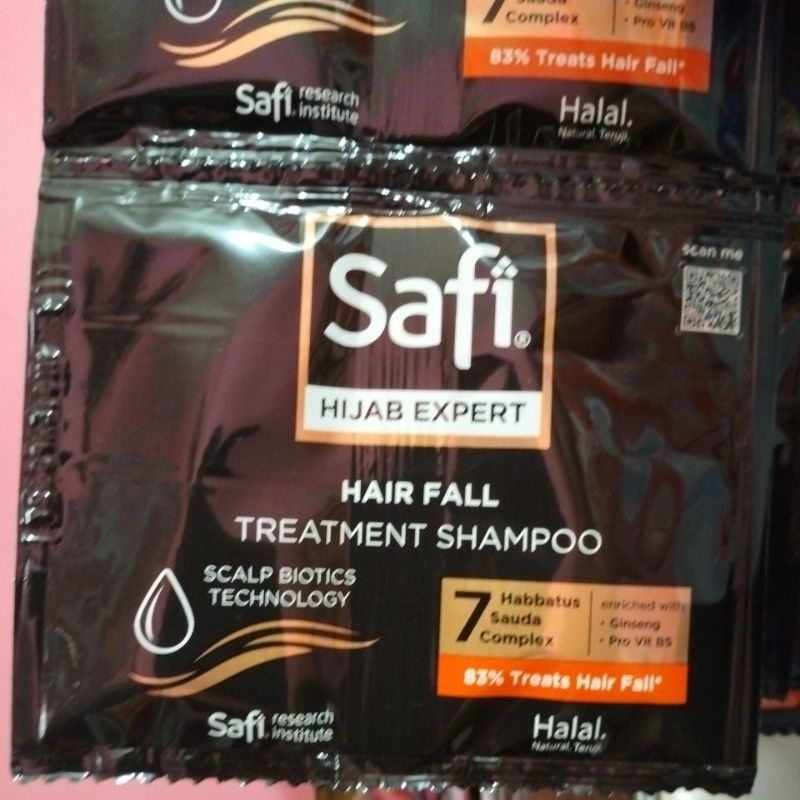 7 Sauda
Complex
• Ginseng
• Pro Vit B5
83% Treats Hair Fall*
Safi research
institute
Halal.
Natural. Teruji.
scan me
Safi®
HIJAB EXPERT
HAIR FALL
TREATMENT SHAMPOO
SCALP BIOTICS
TECHNOLOGY
7 Habbatus
Sauda
Complex
enriched with
• Ginseng
• Pro Vit B5
83% Treats Hair Fall*
Safi research
institute
Halal.
Natural. Teruji.